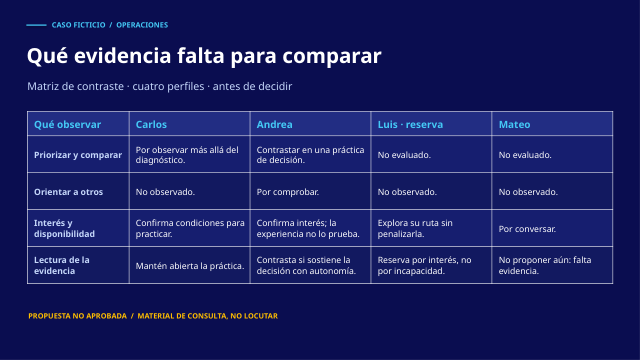 CASO FICTICIO / OPERACIONES
Qué evidencia falta para comparar
Matriz de contraste · cuatro perfiles · antes de decidir
Qué observar
Carlos
Andrea
Luis · reserva
Mateo
Priorizar y comparar
Por observar más allá del
diagnóstico.
Contrastar en una práctica
de decisión.
No evaluado.
No evaluado.
Orientar a otros
No observado.
Por comprobar.
No observado.
No observado.
Interés y
disponibilidad
Confirma condiciones para
practicar.
Confirma interés; la
experiencia no lo prueba.
Explora su ruta sin
penalizarla.
Por conversar.
Lectura de la
evidencia
Mantén abierta la práctica.
Contrasta si sostiene la
decisión con autonomía.
Reserva por interés, no
por incapacidad.
No proponer aún: falta
evidencia.
PROPUESTA NO APROBADA / MATERIAL DE CONSULTA, NO LOCUTAR